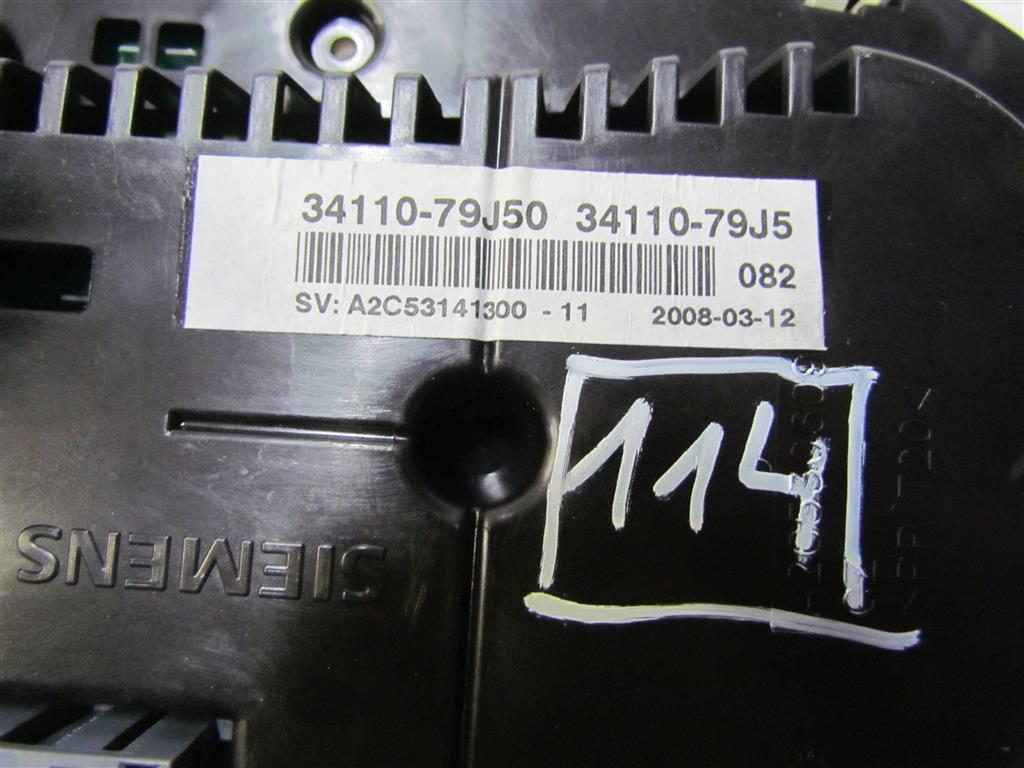 34110-79J50 34110-79J5
082
SV: A2C53141300 - 11 2008-03-12
114
SIEMENS